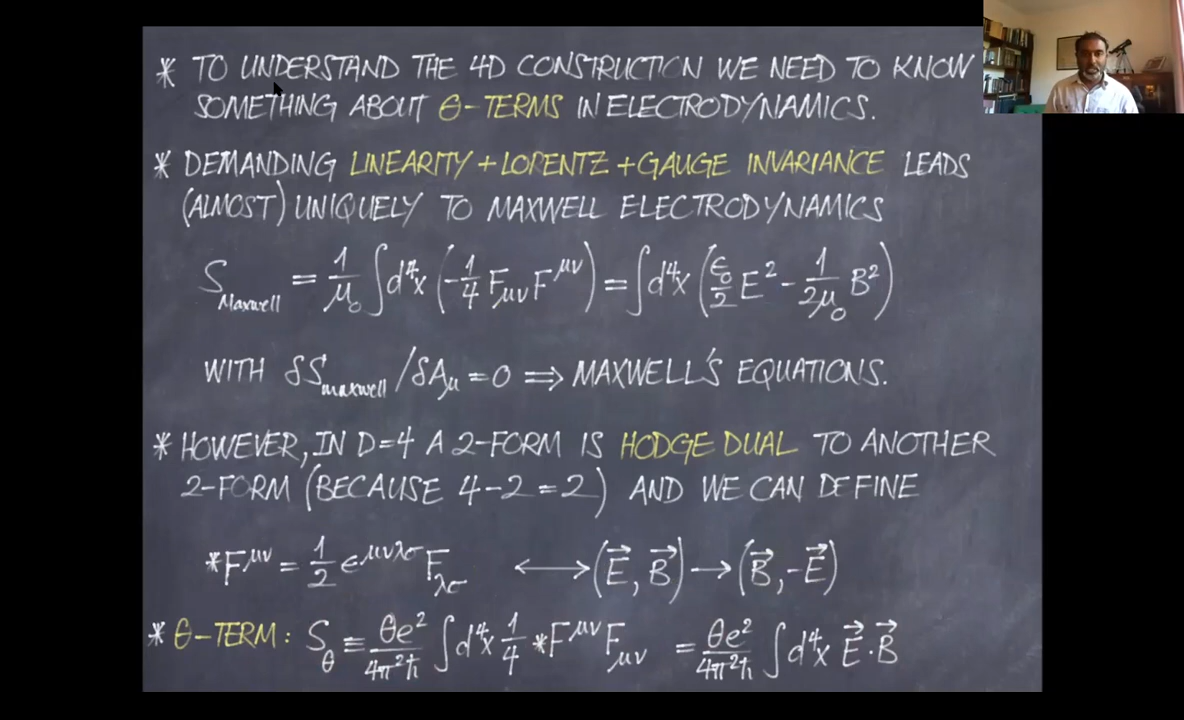 * TO UNDERSTAND THE 4D CONSTRUCTION WE NEED TO KNOW
SOMETHING ABOUT θ-TERMS IN ELECTRODYNAMICS.
* DEMANDING LINEARITY + LORENTZ + GAUGE INVARIANCE LEADS
(ALMOST) UNIQUELY TO MAXWELL ELECTRODYNAMICS
S_Maxwell = 1/μ₀ ∫d⁴x (-1/4 F_μν F^μν) = ∫d⁴x (ϵ₀/2 E² - 1/2μ₀ B²)
WITH δS_maxwell/δA_μ = 0 ⟹ MAXWELL'S EQUATIONS.
* HOWEVER, IN D=4 A 2-FORM IS HODGE DUAL TO ANOTHER
2-FORM (BECAUSE 4-2=2) AND WE CAN DEFINE
*F^μν = 1/2 ϵ^μνλσ F_λσ ⟷ (E⃗, B⃗) → (B⃗, -E⃗)
* θ-TERM: S_θ ≡ θe²/4π²ħ ∫d⁴x 1/4 *F^μν F_μν = θe²/4π²ħ ∫d⁴x E⃗·B⃗